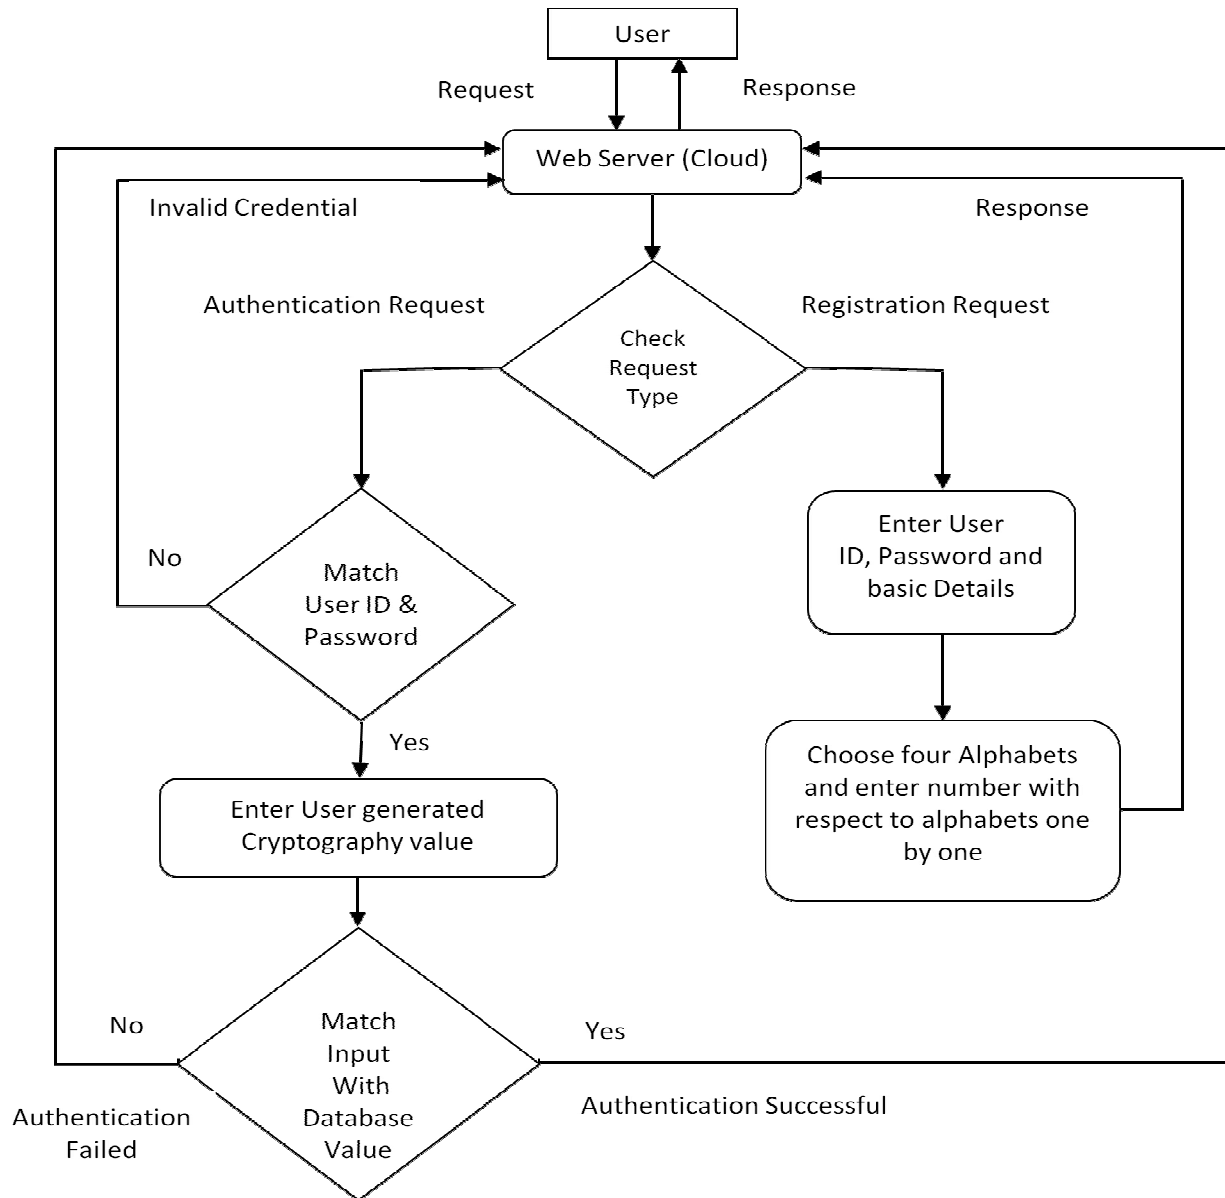 User
Request
Response
Web Server (Cloud)
Invalid Credential
Response
Authentication Request
Registration Request
Check
Request
Type
Enter User
ID, Password and
basic Details
No
Match
User ID &
Password
Yes
Choose four Alphabets
and enter number with
respect to alphabets one
by one
Enter User generated
Cryptography value
No
Match
Input
With
Database
Value
Yes
Authentication
Failed
Authentication Successful